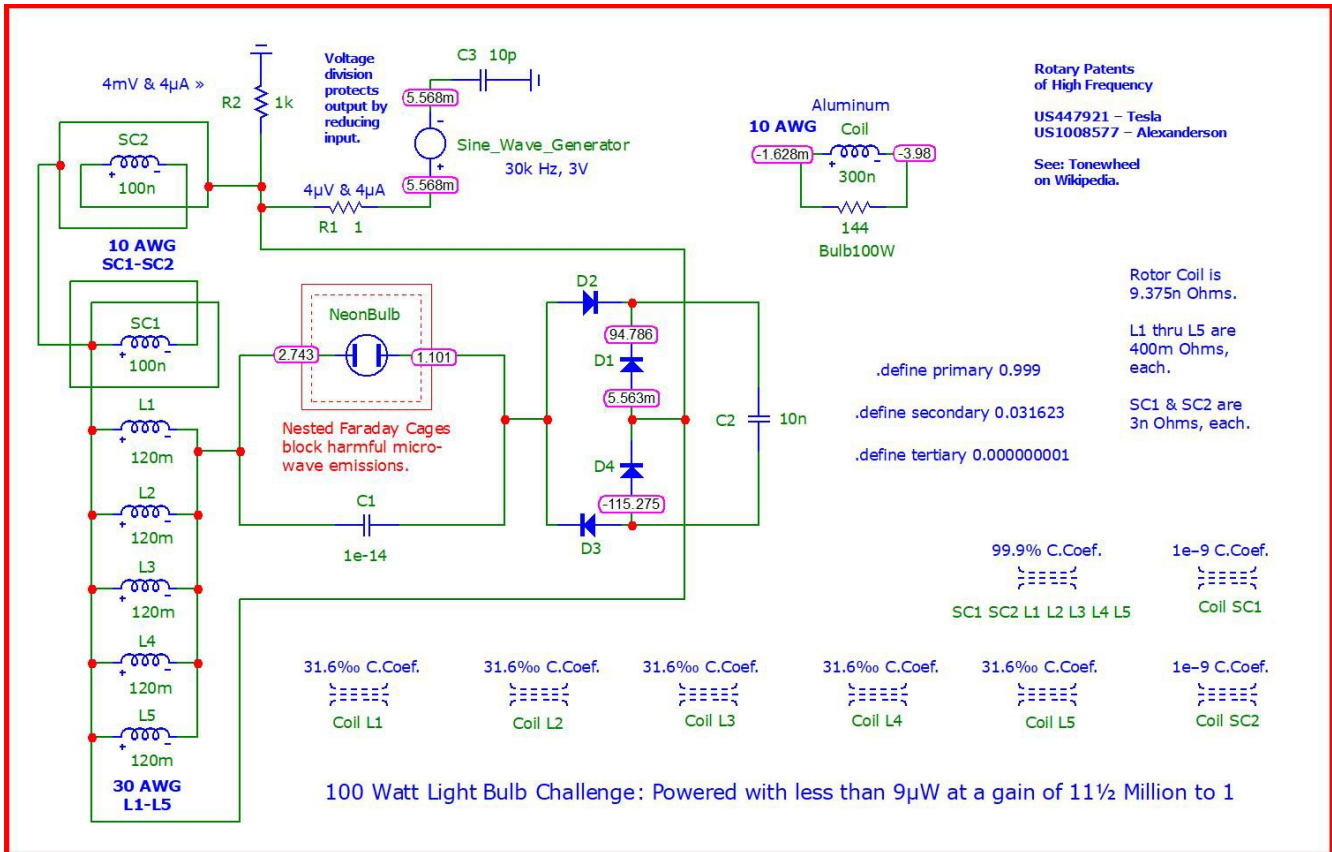 Voltage
division
protects
output by
reducing
input.
4mV & 4µA »
R2
1k
C3 10p
5.568m
Sine_Wave_Generator
30k Hz, 3V
5.568m
4µV & 4µA
R1 1
SC2
100n
10 AWG
SC1-SC2
Aluminum
10 AWG
Coil
-1.628m
-3.98
300n
144
Bulb100W
Rotary Patents
of High Frequency
US447921 – Tesla
US1008577 – Alexanderson
See: Tonewheel
on Wikipedia.
SC1
100n
NeonBulb
2.743
1.101
Nested Faraday Cages
block harmful micro-
wave emissions.
C1
1e-14
D2
94.786
D1
5.563m
D4
-115.275
D3
C2
10n
.define primary 0.999
.define secondary 0.031623
.define tertiary 0.000000001
Rotor Coil is
9.375n Ohms.
L1 thru L5 are
400m Ohms,
each.
SC1 & SC2 are
3n Ohms, each.
L1
120m
L2
120m
L3
120m
L4
120m
L5
120m
30 AWG
L1-L5
99.9% C.Coef.
SC1 SC2 L1 L2 L3 L4 L5
1e–9 C.Coef.
Coil SC1
31.6‰ C.Coef.
Coil L1
31.6‰ C.Coef.
Coil L2
31.6‰ C.Coef.
Coil L3
31.6‰ C.Coef.
Coil L4
31.6‰ C.Coef.
Coil L5
1e–9 C.Coef.
Coil SC2
100 Watt Light Bulb Challenge: Powered with less than 9µW at a gain of 11½ Million to 1